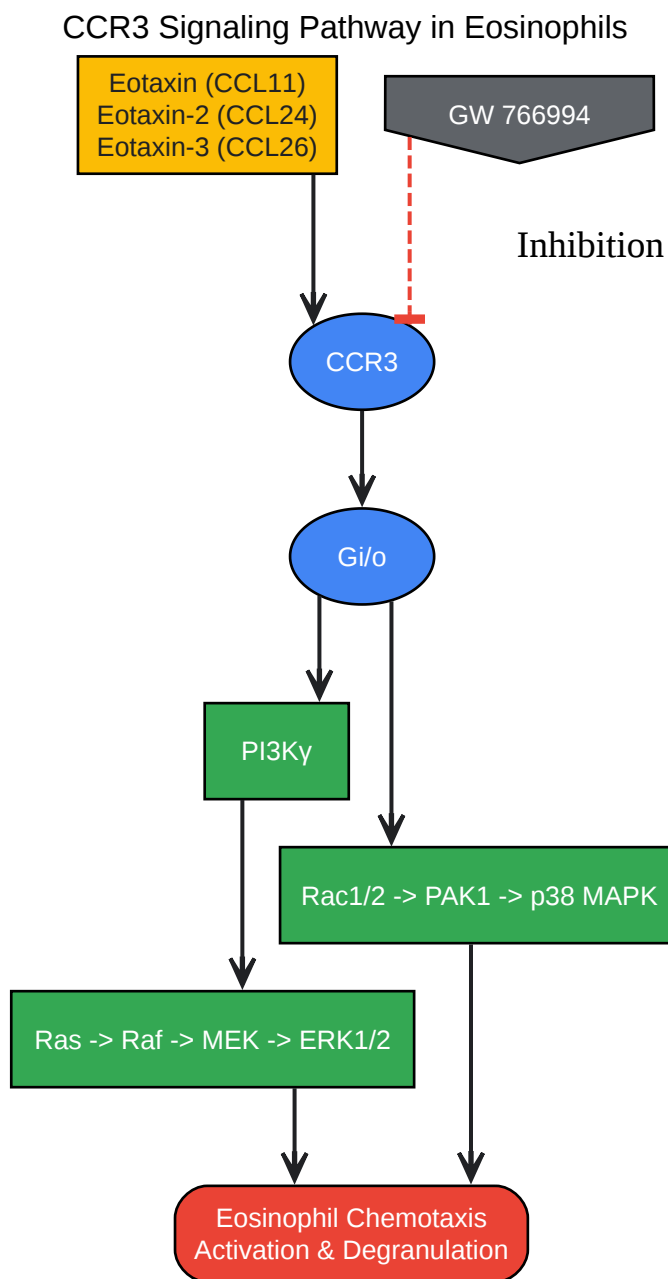 CCR3 Signaling Pathway in Eosinophils
Eotaxin (CCL11)
Eotaxin-2 (CCL24)
Eotaxin-3 (CCL26)
GW 766994
Inhibition
CCR3
Gi/o
PI3Kγ
Rac1/2 -> PAK1 -> p38 MAPK
Ras -> Raf -> MEK -> ERK1/2
Eosinophil Chemotaxis
Activation & Degranulation